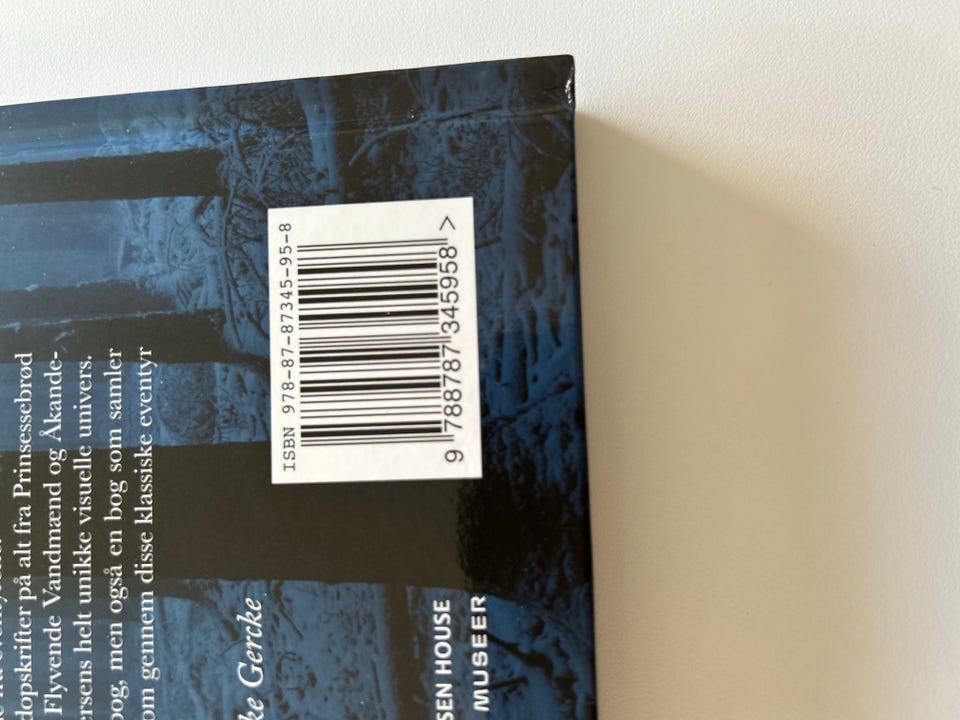 dopskrifter på alt fra Prinsessebrød
Flyvende Vandmænd og Åkande-
ersens helt unikke visuelle univers.
bog, men også en bog som samler
om gennem disse klassiske eventyr
ke Gercke
SEN HOUSE
MUSEER
ISBN 978-87-87345-95-8
9 788787 345958 >